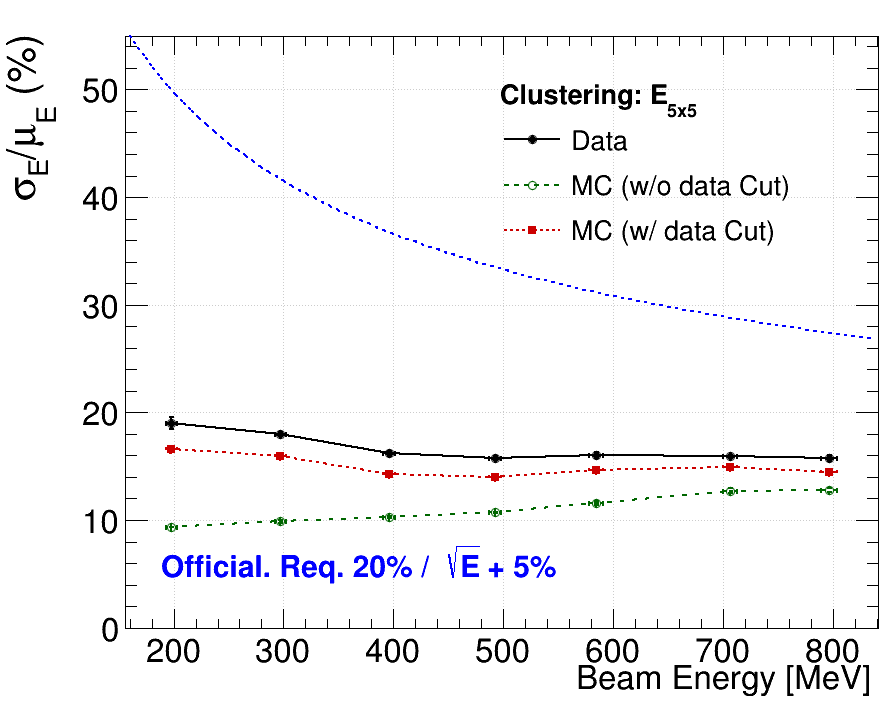 σE/μE (%)
50
40
30
20
10
0
Clustering: E5x5
Data
MC (w/o data Cut)
MC (w/ data Cut)
Official. Req. 20% / √E + 5%
200 300 400 500 600 700 800
Beam Energy [MeV]